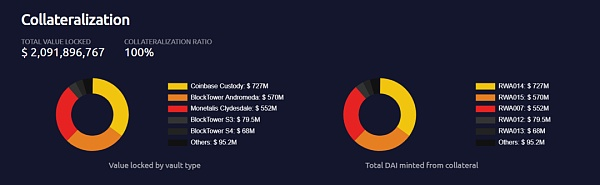 Collateralization
TOTAL VALUE LOCKED
$ 2,091,896,767
COLLATERALIZATION RATIO
100%
Coinbase Custody: $ 727M
BlockTower Andromeda: $ 570M
Monetalis Clydesdale: $ 552M
BlockTower S3: $ 79.5M
BlockTower S4: $ 68M
Others: $ 95.2M
Value locked by vault type
RWA014: $ 727M
RWA015: $ 570M
RWA007: $ 552M
RWA012: $ 79.5M
RWA013: $ 68M
Others: $ 95.2M
Total DAI minted from collateral